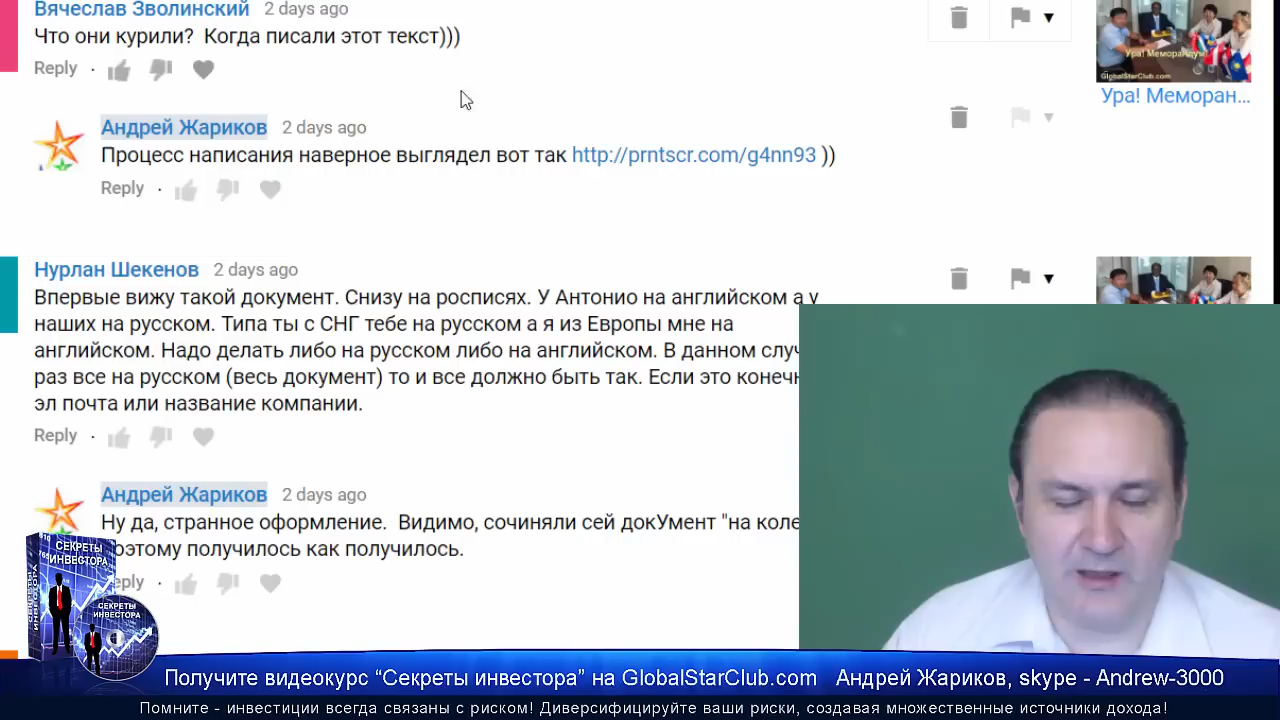 Вячеслав Зволинский 2 days ago
Что они курили? Когда писали этот текст)))
Reply
Ура! Меморандум!
GlobalStarClub.com
Ура! Меморан...
Андрей Жариков 2 days ago
Процесс написания наверное выглядел вот так http://prntscr.com/g4nn93 ))
Reply
Нурлан Шекенов 2 days ago
Впервые вижу такой документ. Снизу на росписях. У Антонио на английском а у
наших на русском. Типа ты с СНГ тебе на русском а я из Европы мне на
английском. Надо делать либо на русском либо на английском. В данном случ
раз все на русском (весь документ) то и все должно быть так. Если это конечн
эл почта или название компании.
Reply
Андрей Жариков 2 days ago
Ну да, странное оформление. Видимо, сочиняли сей докУмент "на коле
поэтому получилось как получилось.
Reply
СЕКРЕТЫ
ИНВЕСТОРА
СЕКРЕТЫ
ИНВЕСТОРА
Получите видеокурс “Секреты инвестора” на GlobalStarClub.com Андрей Жариков, skype - Andrew-3000
Помните - инвестиции всегда связаны с риском! Диверсифицируйте ваши риски, создавая множественные источники дохода!